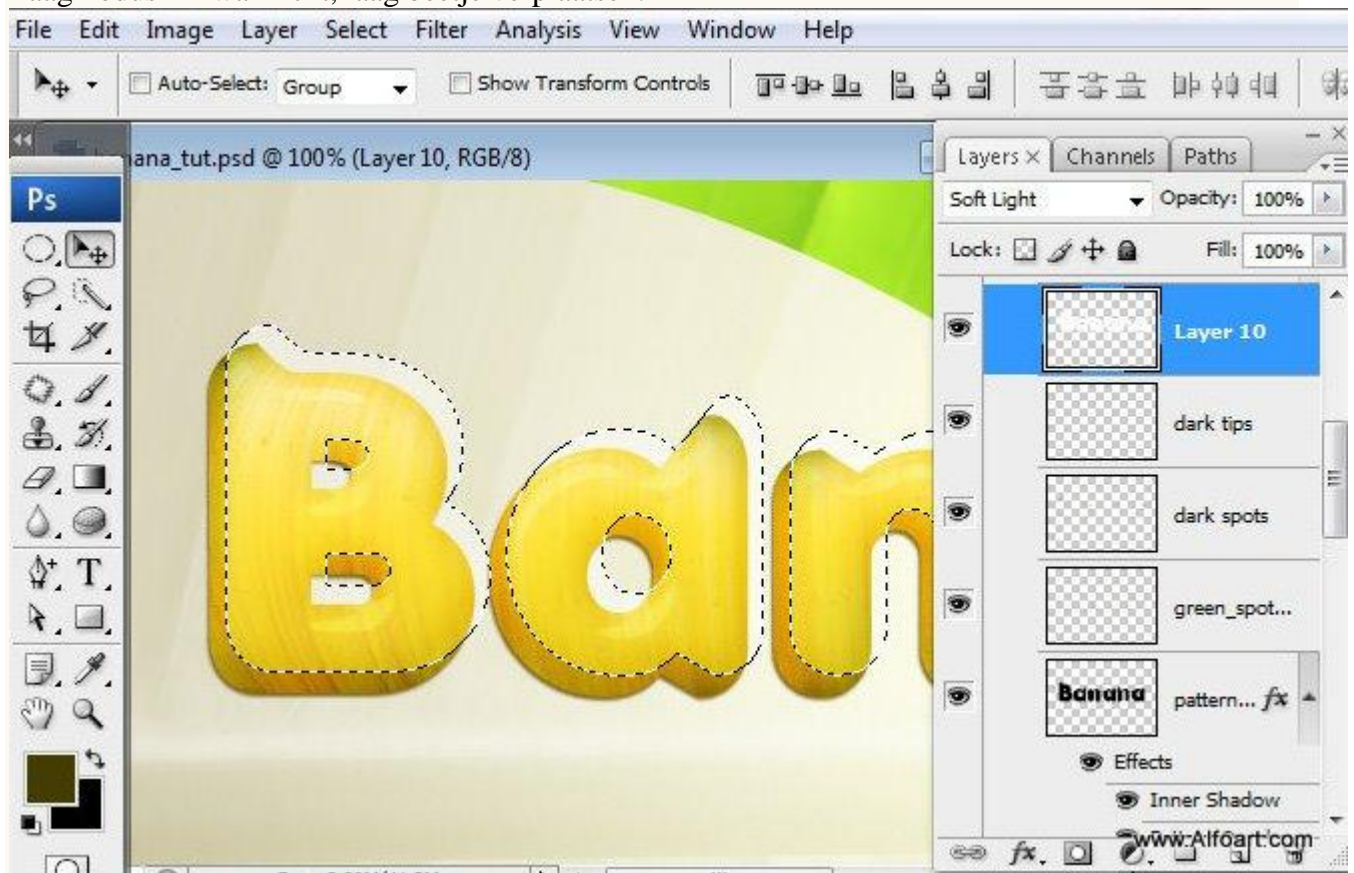 File Edit Image Layer Select Filter Analysis View Window Help
Auto-Select: Group Show Transform Controls
ana_tut.psd @ 100% (Layer 10, RGB/8)
Layers × Channels Paths
Ps
Soft Light Opacity: 100%
Lock: Fill: 100%
Layer 10
dark tips
dark spots
green_spot...
Banana pattern... fx
Effects
Inner Shadow
www.Alfoart.com
fx.
T
Ban